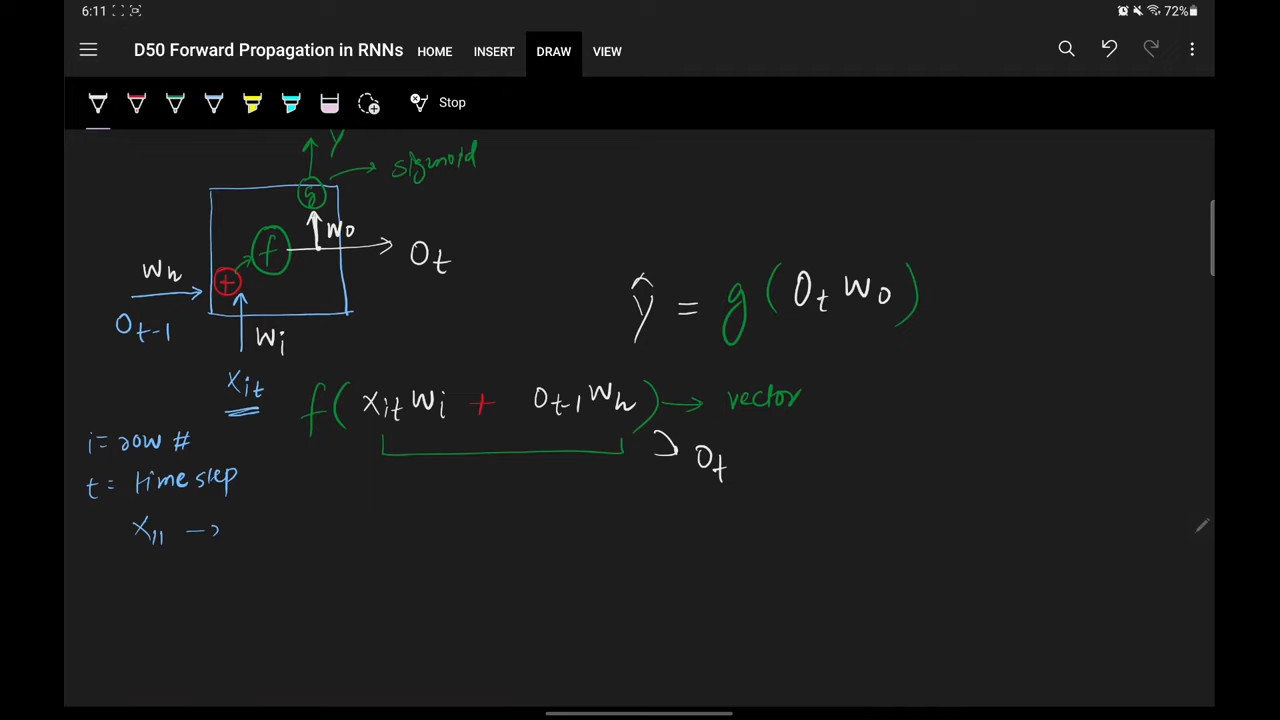 6:11
72%
D50 Forward Propagation in RNNs HOME INSERT DRAW VIEW
Stop
y
sigmoid
g
Wo
f
Ot
Wh
+
Ot-1
Wi
ŷ = g(Ot Wo)
xit
f(xit Wi + Ot-1 Wh) → vector
i = row #
Ot
t = time step
x11 →